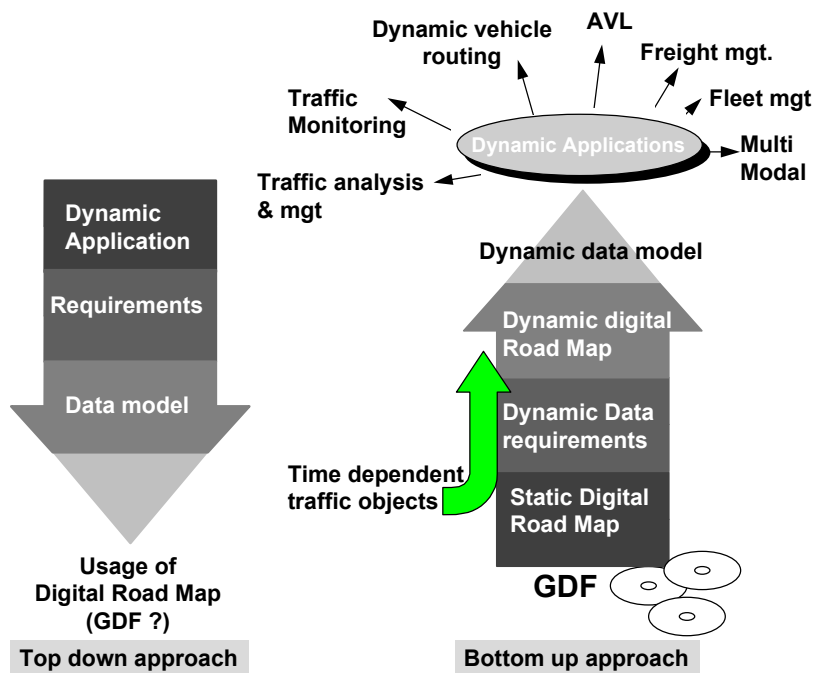 Dynamic vehicle
routing
AVL
Freight mgt.
Fleet mgt
Multi
Modal
Traffic
Monitoring
Traffic analysis
& mgt
Dynamic Applications
Dynamic
Application
Requirements
Data model
Usage of
Digital Road Map
(GDF ?)
Top down approach
Dynamic data model
Dynamic digital
Road Map
Dynamic Data
requirements
Static Digital
Road Map
Time dependent
traffic objects
GDF
Bottom up approach